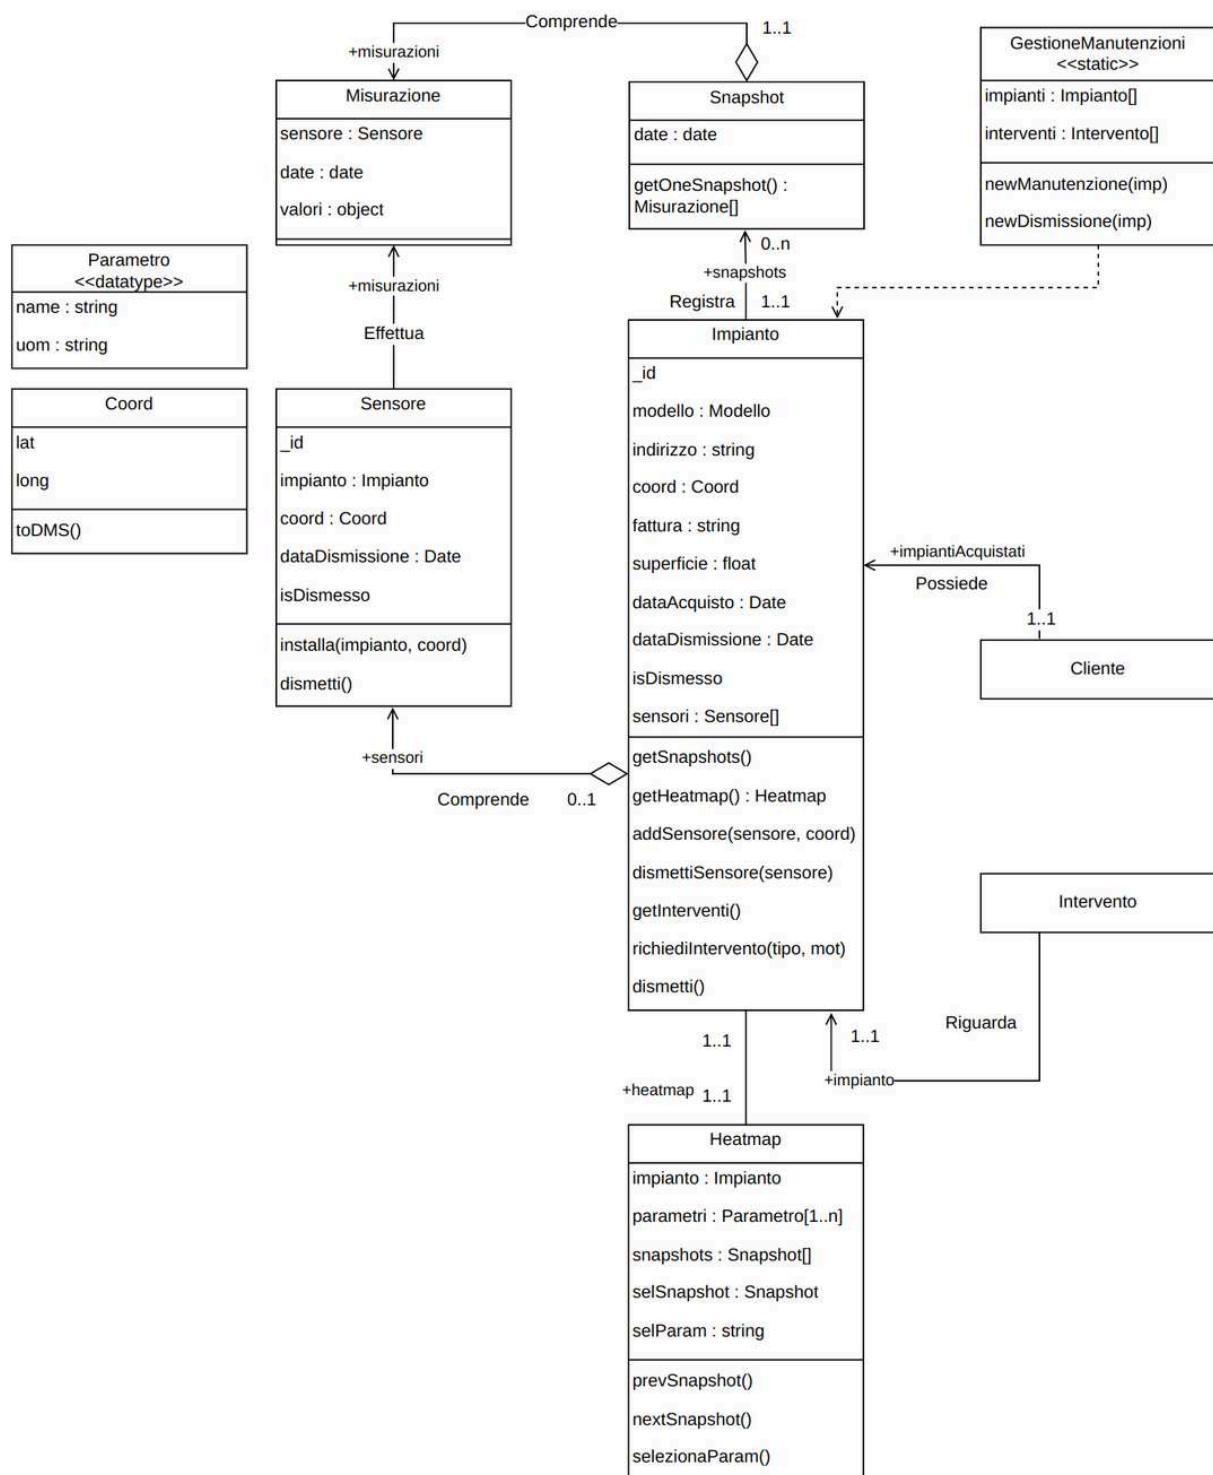 Comprende
1..1
+misurazioni
Misurazione
sensore : Sensore
date : date
valori : object
Snapshot
date : date
getOneSnapshot() :
Misurazione[]
GestioneManutenzioni
<<static>>
impianti : Impianto[]
interventi : Intervento[]
newManutenzione(imp)
newDismissione(imp)
Parametro
<<datatype>>
name : string
uom : string
+misurazioni
Effettua
0..n
+snapshots
Registra
1..1
Coord
lat
long
toDMS()
Sensore
_id
impianto : Impianto
coord : Coord
dataDismissione : Date
isDismesso
installa(impianto, coord)
dismetti()
Impianto
_id
modello : Modello
indirizzo : string
coord : Coord
fattura : string
superficie : float
dataAcquisto : Date
dataDismissione : Date
isDismesso
sensori : Sensore[]
getSnapshots()
getHeatmap() : Heatmap
addSensore(sensore, coord)
dismettiSensore(sensore)
getInterventi()
richiediIntervento(tipo, mot)
dismetti()
+impiantiAcquistati
Possiede
1..1
Cliente
+sensori
Comprende
0..1
Intervento
Riguarda
1..1
+impianto
1..1
+heatmap
1..1
Heatmap
impianto : Impianto
parametri : Parametro[1..n]
snapshots : Snapshot[]
selSnapshot : Snapshot
selParam : string
prevSnapshot()
nextSnapshot()
selezionaParam()